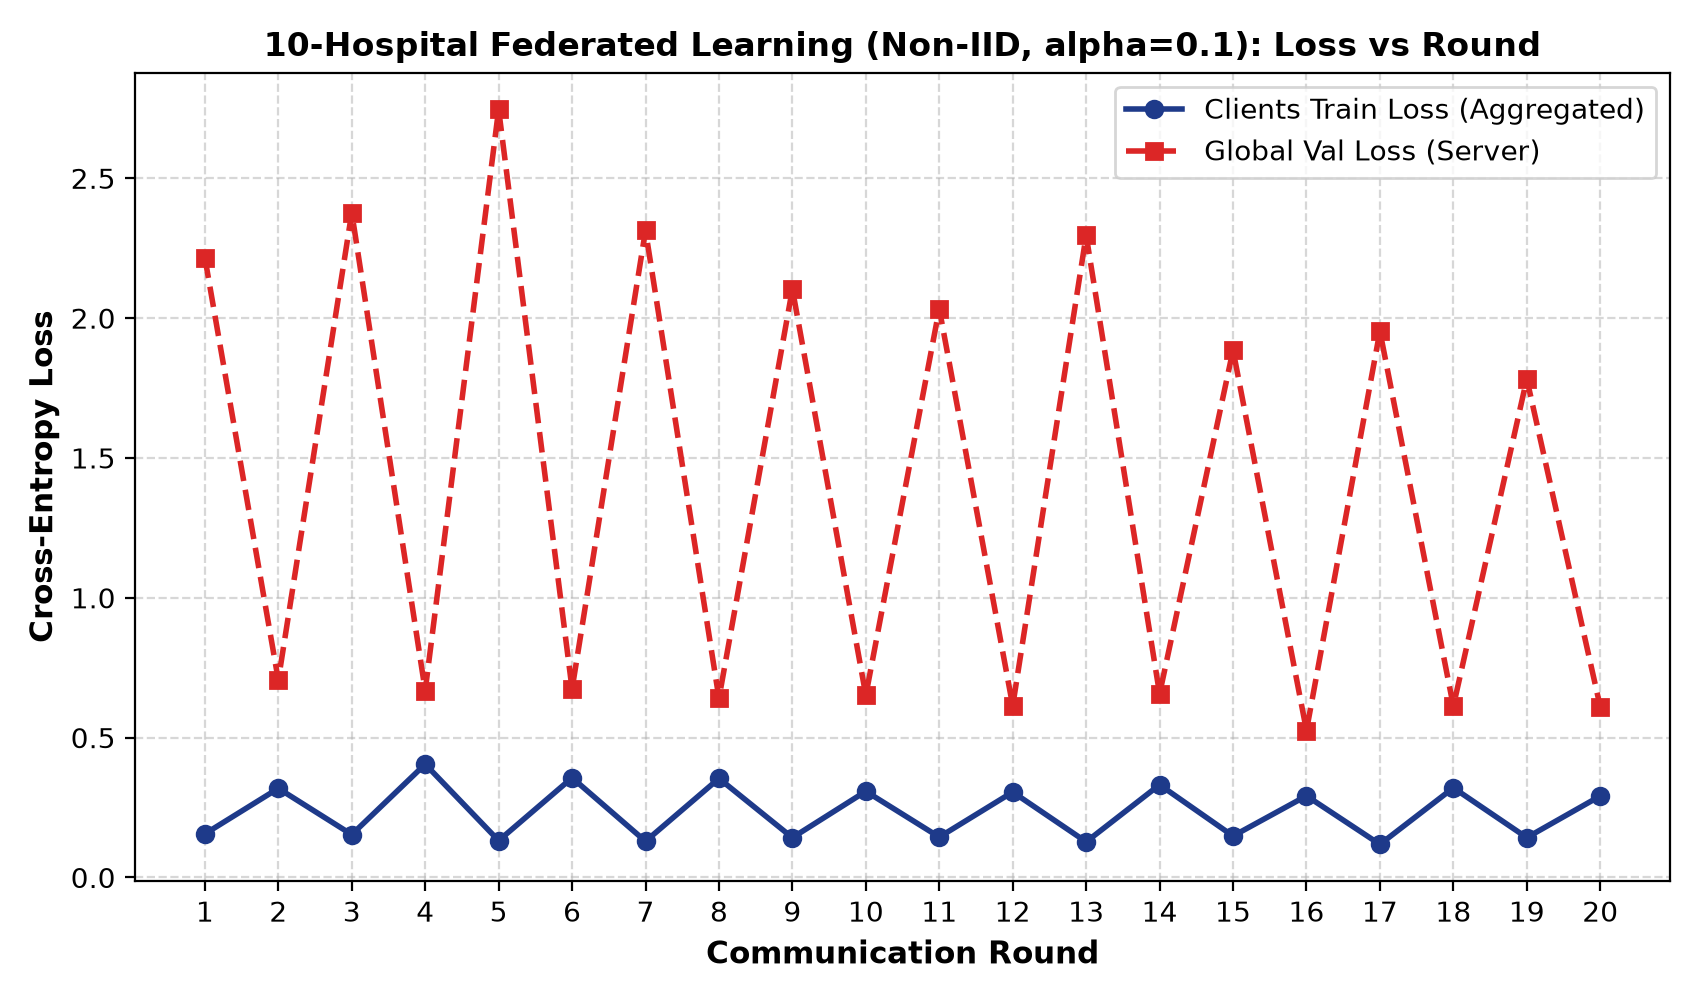 10-Hospital Federated Learning (Non-IID, alpha=0.1): Loss vs Round
Clients Train Loss (Aggregated)
Global Val Loss (Server)
Cross-Entropy Loss
2.5
2.0
1.5
1.0
0.5
0.0
1 2 3 4 5 6 7 8 9 10 11 12 13 14 15 16 17 18 19 20
Communication Round